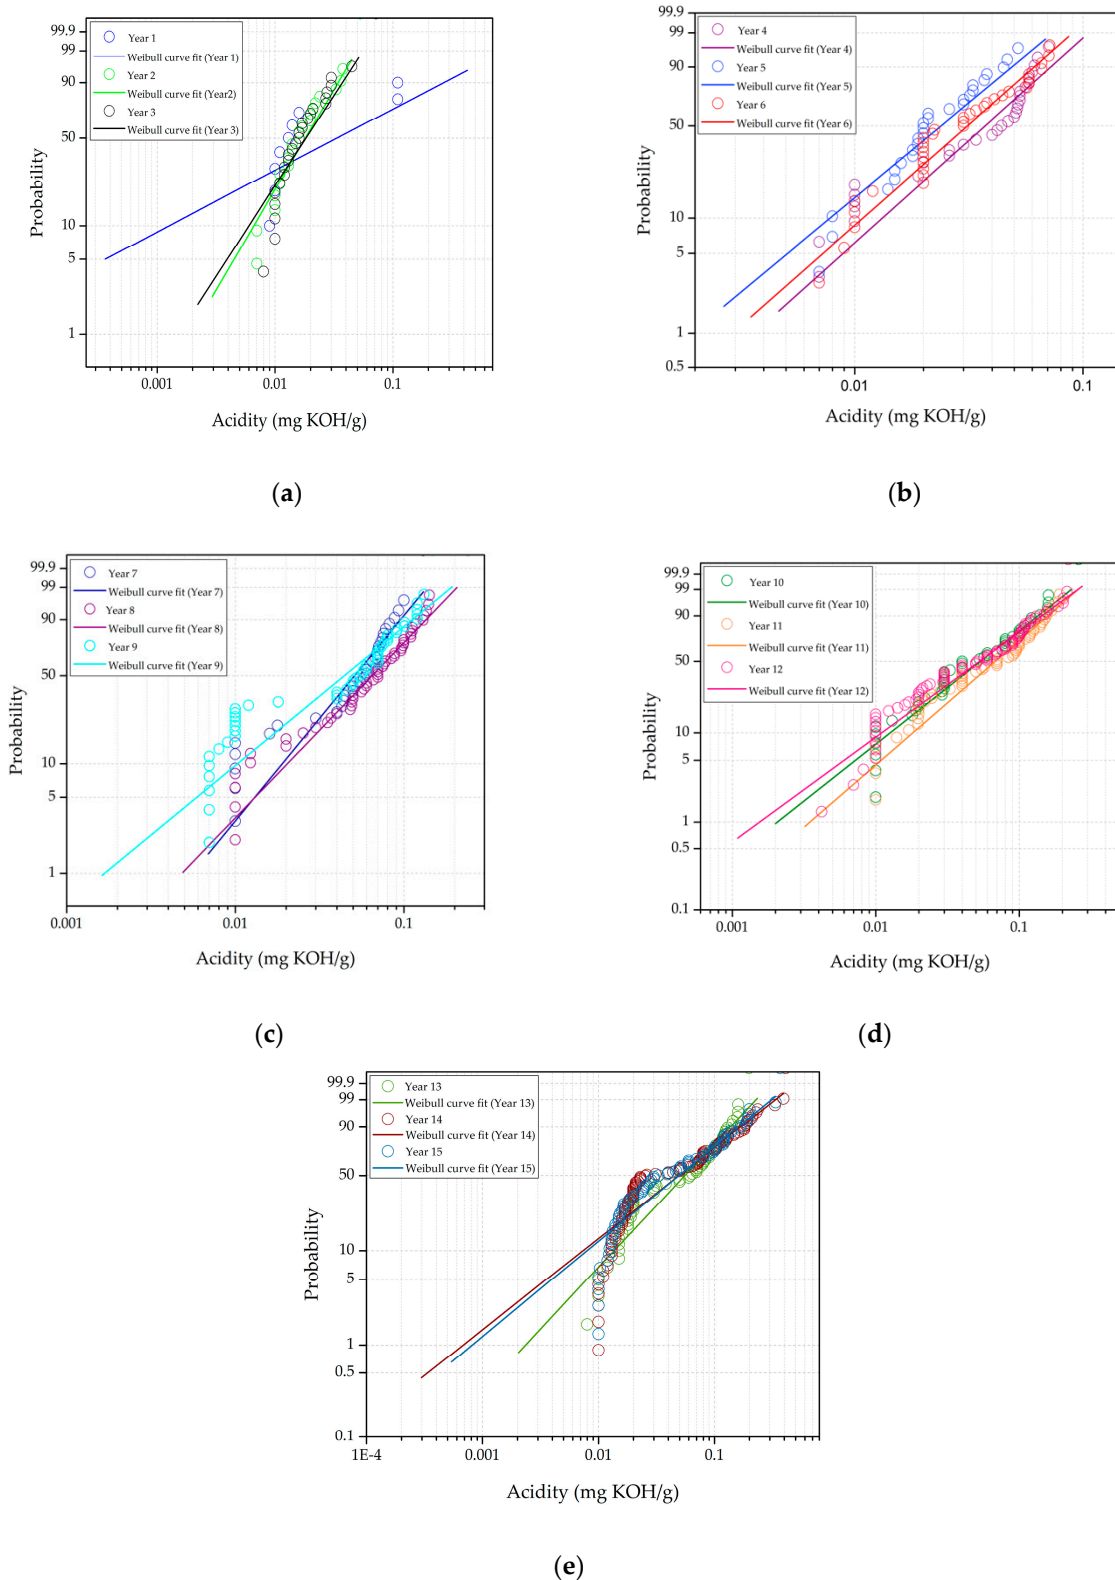 99.9
99
90
50
10
5
1
Probability
Year 1
Weibull curve fit (Year 1)
Year 2
Weibull curve fit (Year2)
Year 3
Weibull curve fit (Year 3)
0.001
0.01
0.1
Acidity (mg KOH/g)
(a)
99.9
99
90
50
10
5
1
0.5
Probability
Year 4
Weibull curve fit (Year 4)
Year 5
Weibull curve fit (Year 5)
Year 6
Weibull curve fit (Year 6)
0.01
0.1
Acidity (mg KOH/g)
(b)
99.9
99
90
50
10
5
1
Probability
Year 7
Weibull curve fit (Year 7)
Year 8
Weibull curve fit (Year 8)
Year 9
Weibull curve fit (Year 9)
0.001
0.01
0.1
Acidity (mg KOH/g)
(c)
99.9
99
90
50
10
5
1
0.5
0.1
Probability
Year 10
Weibull curve fit (Year 10)
Year 11
Weibull curve fit (Year 11)
Year 12
Weibull curve fit (Year 12)
0.001
0.01
0.1
Acidity (mg KOH/g)
(d)
99.9
99
90
50
10
5
1
0.5
0.1
Probability
Year 13
Weibull curve fit (Year 13)
Year 14
Weibull curve fit (Year 14)
Year 15
Weibull curve fit (Year 15)
1E-4
0.001
0.01
0.1
Acidity (mg KOH/g)
(e)